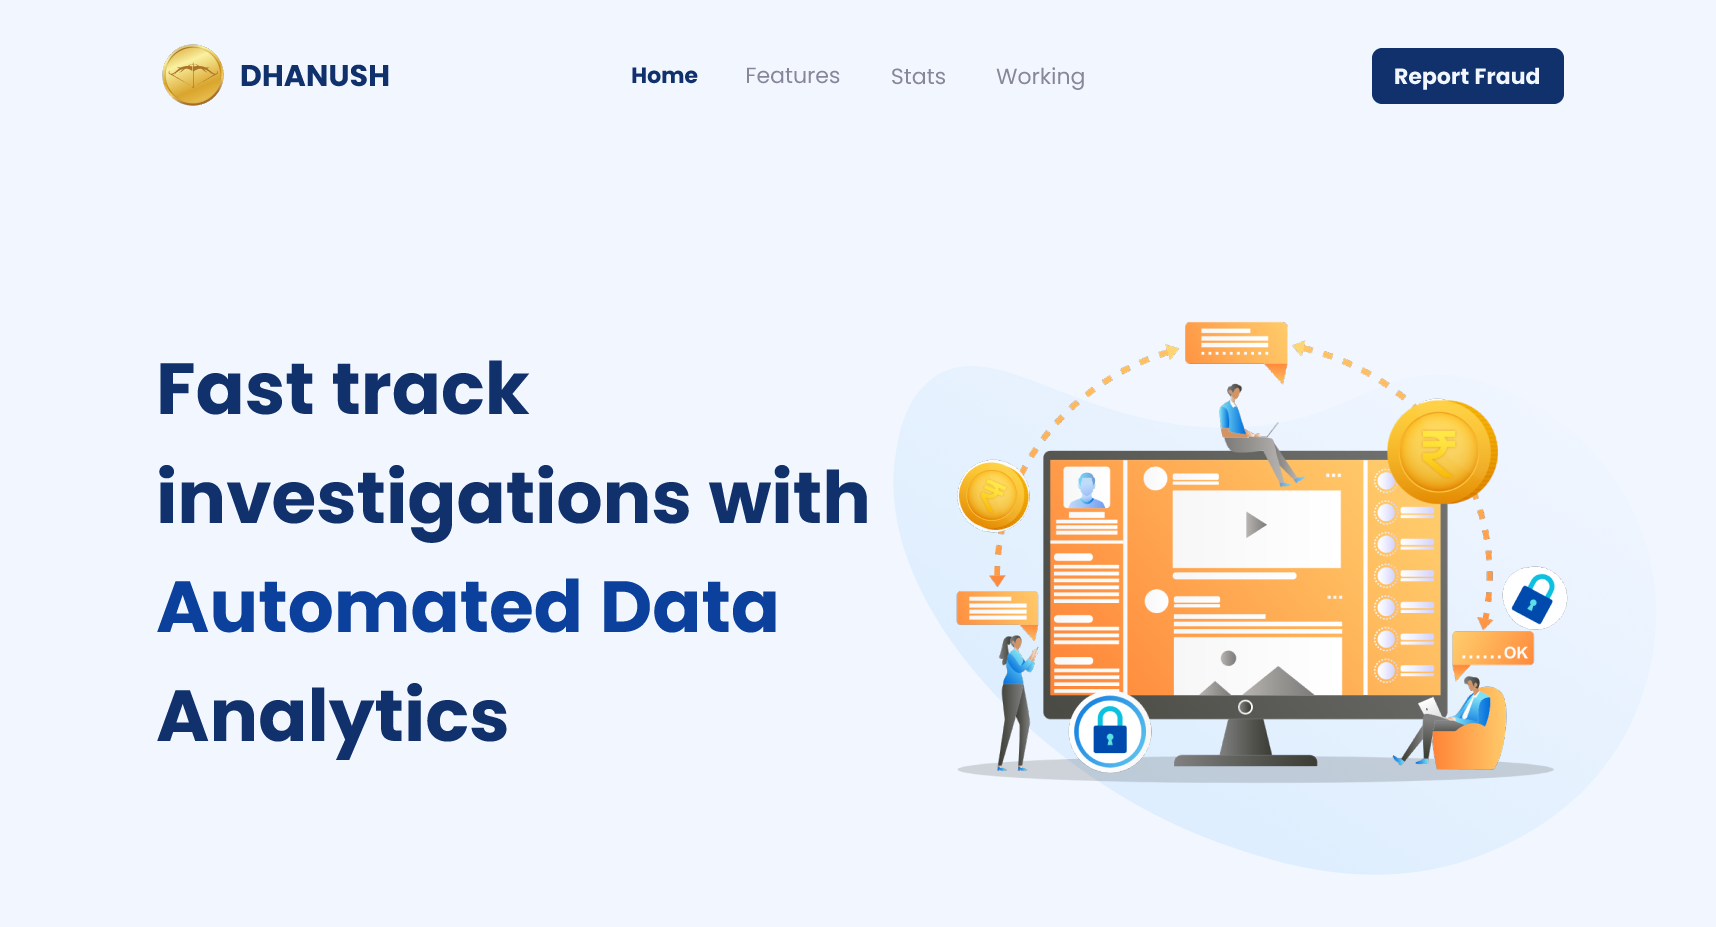 DHANUSH
Home
Features
Stats
Working
Report Fraud
Fast track
investigations with
Automated Data
Analytics
₹
₹
......OK